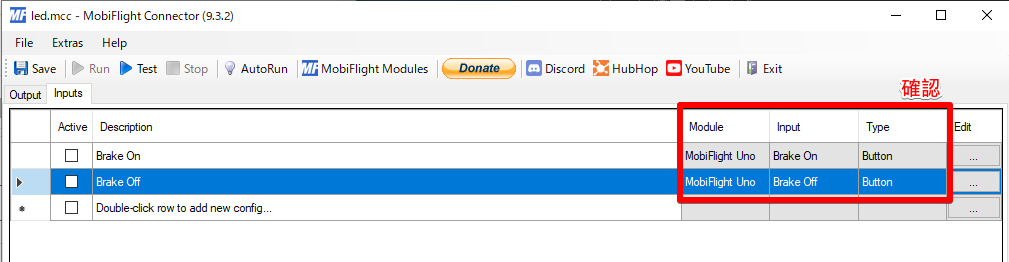 MF led.mcc - MobiFlight Connector (9.3.2)
File Extras Help
Save Run Test Stop AutoRun MF MobiFlight Modules Donate Discord HubHop YouTube Exit
Output Inputs
確認
Active Description Module Input Type Edit
Brake On MobiFlight Uno Brake On Button ...
Brake Off MobiFlight Uno Brake Off Button ...
Double-click row to add new config... ...